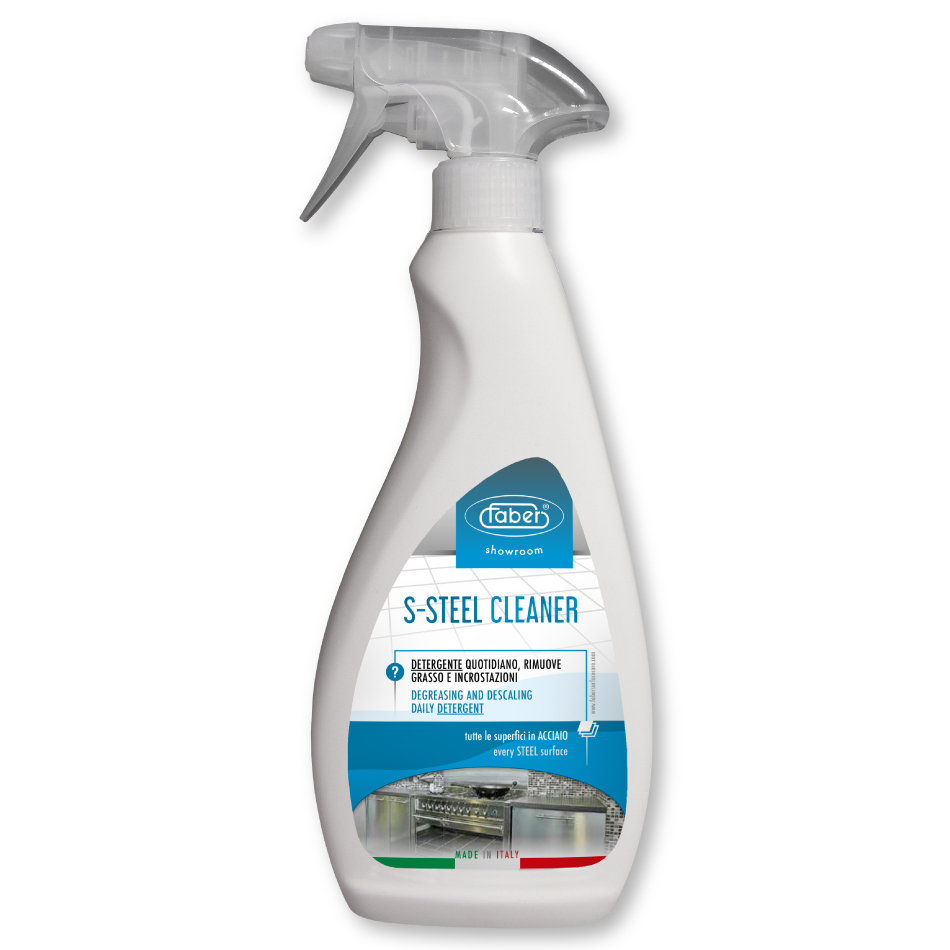 faber®
showroom
S-STEEL CLEANER
?
DETERGENTE QUOTIDIANO, RIMUOVE
GRASSO E INCROSTAZIONI
DEGREASING AND DESCALING
DAILY DETERGENT
tutte le superfici in ACCIAIO
every STEEL surface
MADE IN ITALY